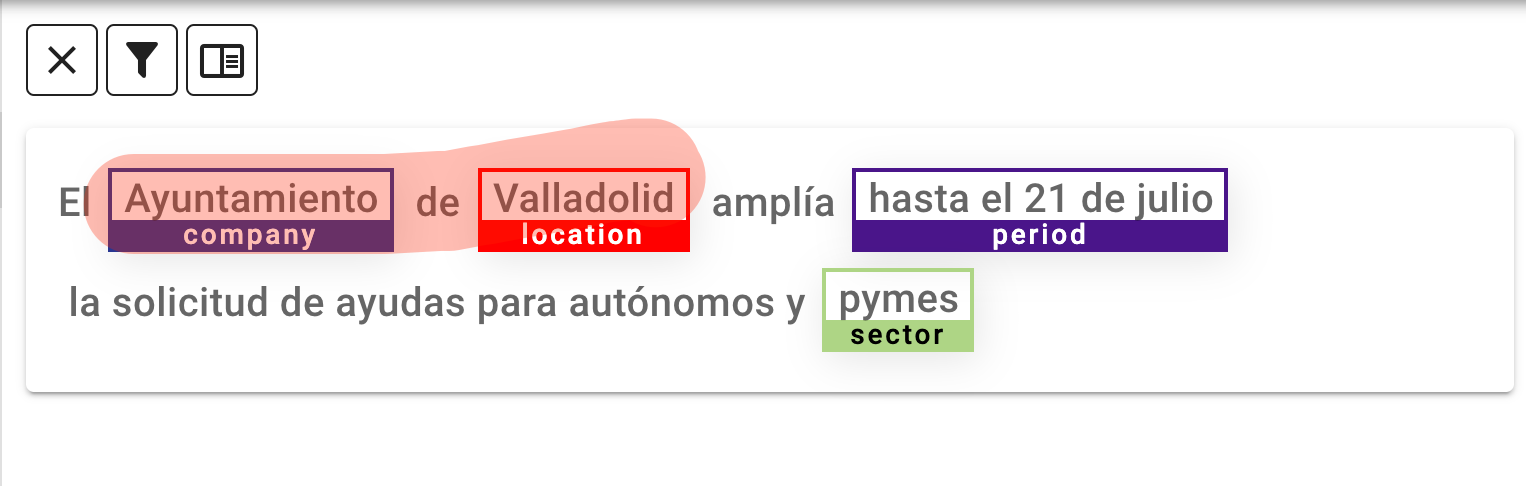 El Ayuntamiento de Valladolid amplía hasta el 21 de julio
company location period
la solicitud de ayudas para autónomos y pymes
sector